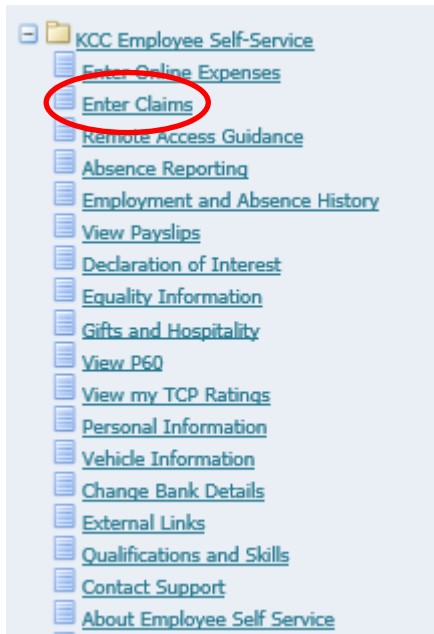 KCC Employee Self-Service
Enter Online Expenses
Enter Claims
Remote Access Guidance
Absence Reporting
Employment and Absence History
View Payslips
Declaration of Interest
Equality Information
Gifts and Hospitality
View P60
View my TCP Ratings
Personal Information
Vehicle Information
Change Bank Details
External Links
Qualifications and Skills
Contact Support
About Employee Self Service